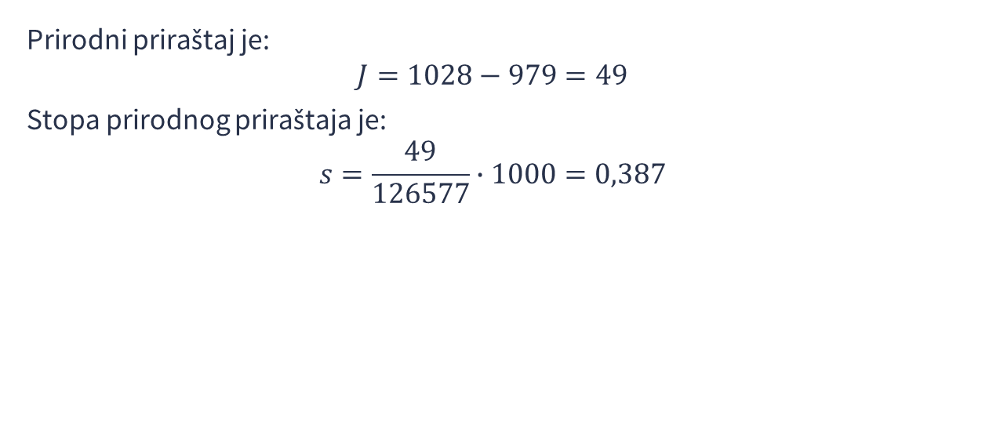 Prirodni priraštaj je:
J = 1028 − 979 = 49
Stopa prirodnog priraštaja je:
s = 49/126577 · 1000 = 0,387